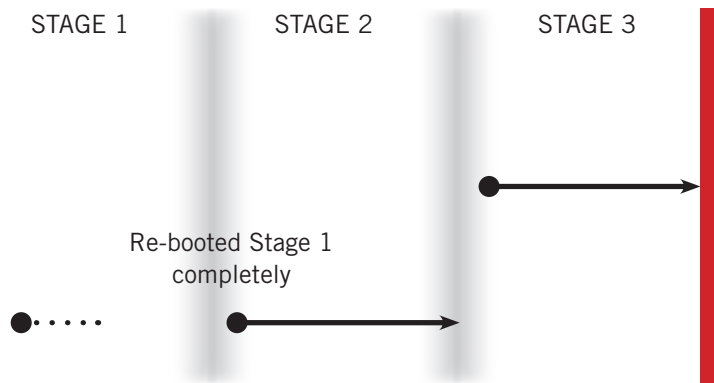 STAGE 1
STAGE 2
STAGE 3
Re-booted Stage 1
completely